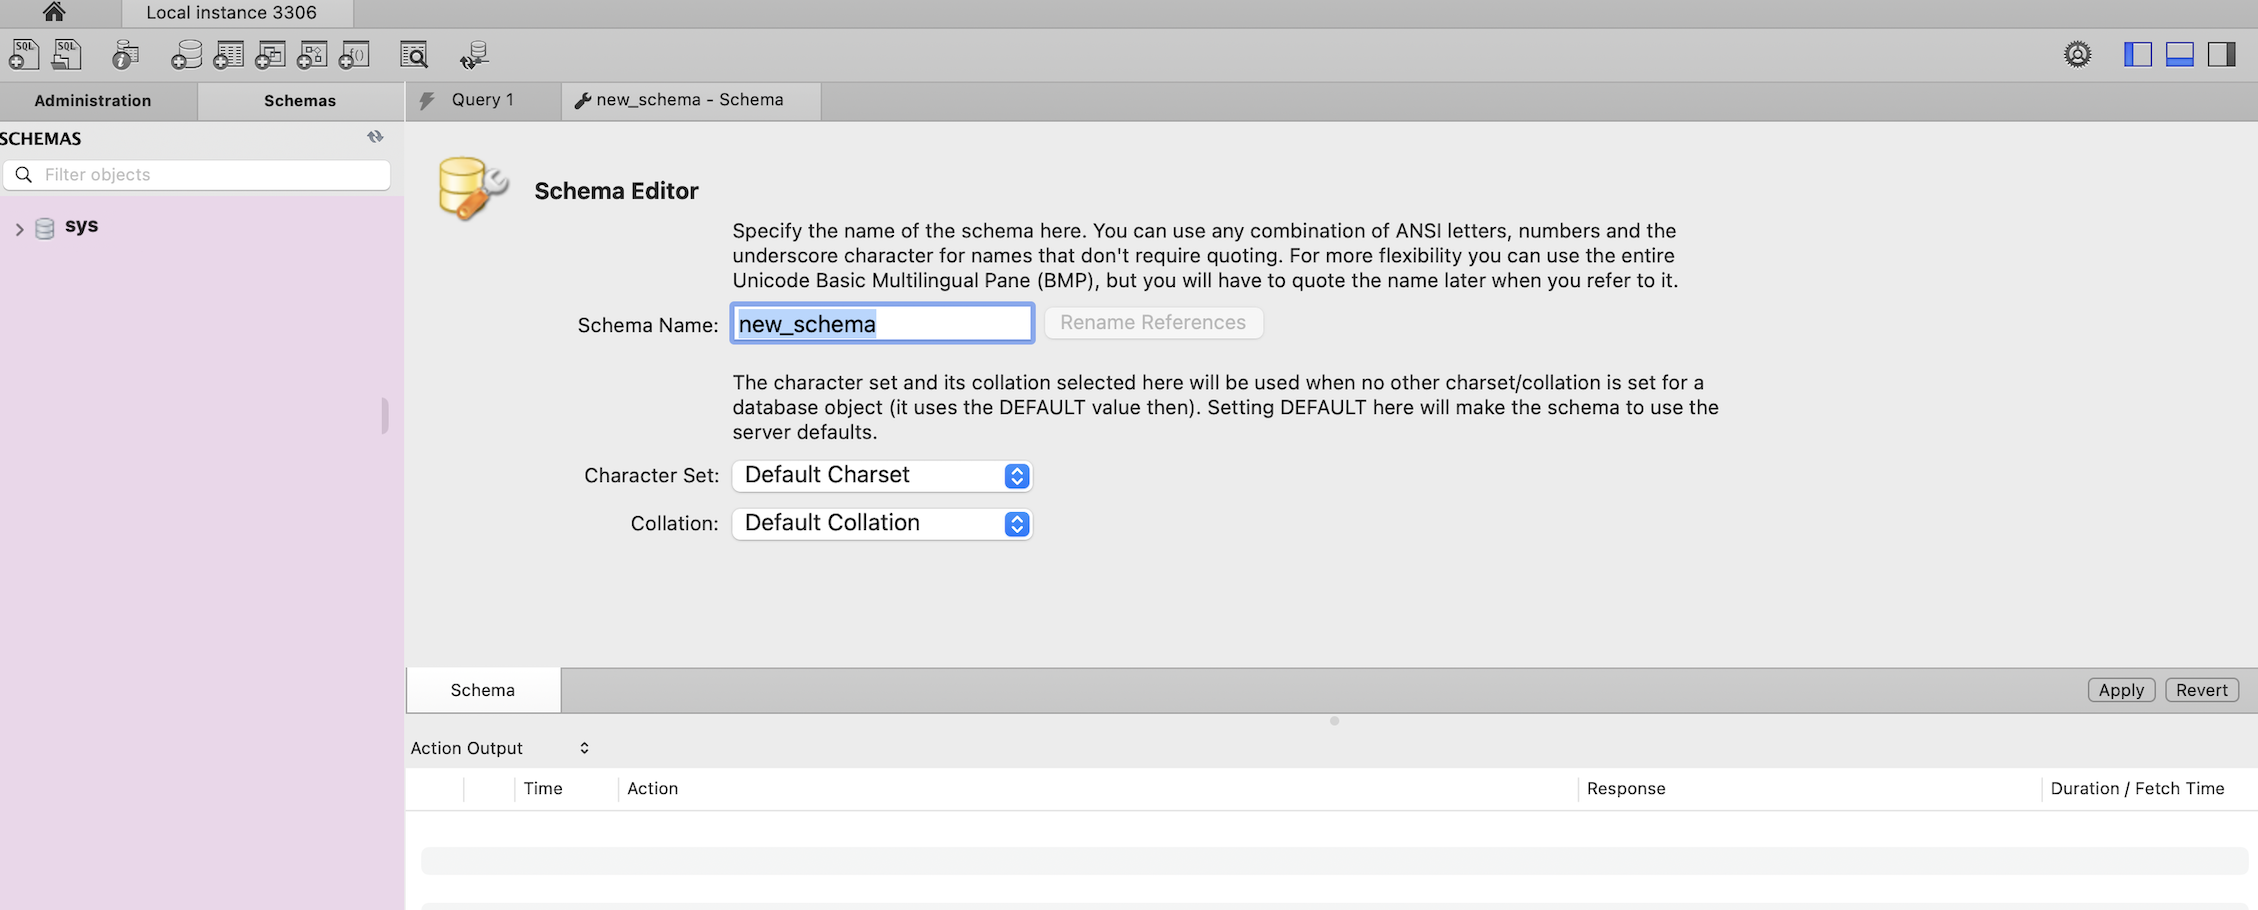 Local instance 3306
SQL
SQL
f()
Administration
Schemas
Query 1
new_schema - Schema
SCHEMAS
Filter objects
sys
Schema Editor
Specify the name of the schema here. You can use any combination of ANSI letters, numbers and the
underscore character for names that don't require quoting. For more flexibility you can use the entire
Unicode Basic Multilingual Pane (BMP), but you will have to quote the name later when you refer to it.
Schema Name: new_schema Rename References
The character set and its collation selected here will be used when no other charset/collation is set for a
database object (it uses the DEFAULT value then). Setting DEFAULT here will make the schema to use the
server defaults.
Character Set: Default Charset
Collation: Default Collation
Schema
Apply
Revert
Action Output
Time Action Response Duration / Fetch Time